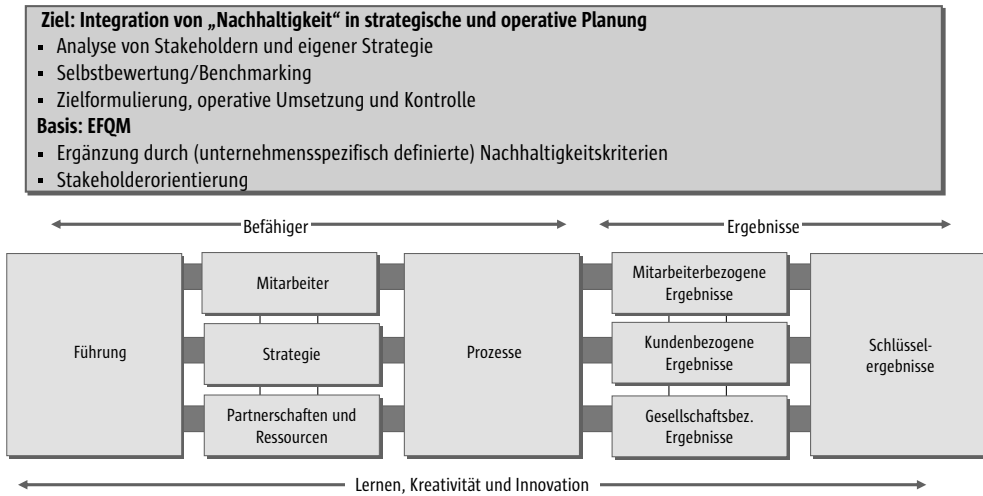 Ziel: Integration von „Nachhaltigkeit“ in strategische und operative Planung
▪ Analyse von Stakeholdern und eigener Strategie
▪ Selbstbewertung/Benchmarking
▪ Zielformulierung, operative Umsetzung und Kontrolle
Basis: EFQM
▪ Ergänzung durch (unternehmensspezifisch definierte) Nachhaltigkeitskriterien
▪ Stakeholderorientierung
Befähiger
Ergebnisse
Führung
Mitarbeiter
Strategie
Partnerschaften und
Ressourcen
Prozesse
Mitarbeiterbezogene
Ergebnisse
Kundenbezogene
Ergebnisse
Gesellschaftsbez.
Ergebnisse
Schlüssel-
ergebnisse
Lernen, Kreativität und Innovation